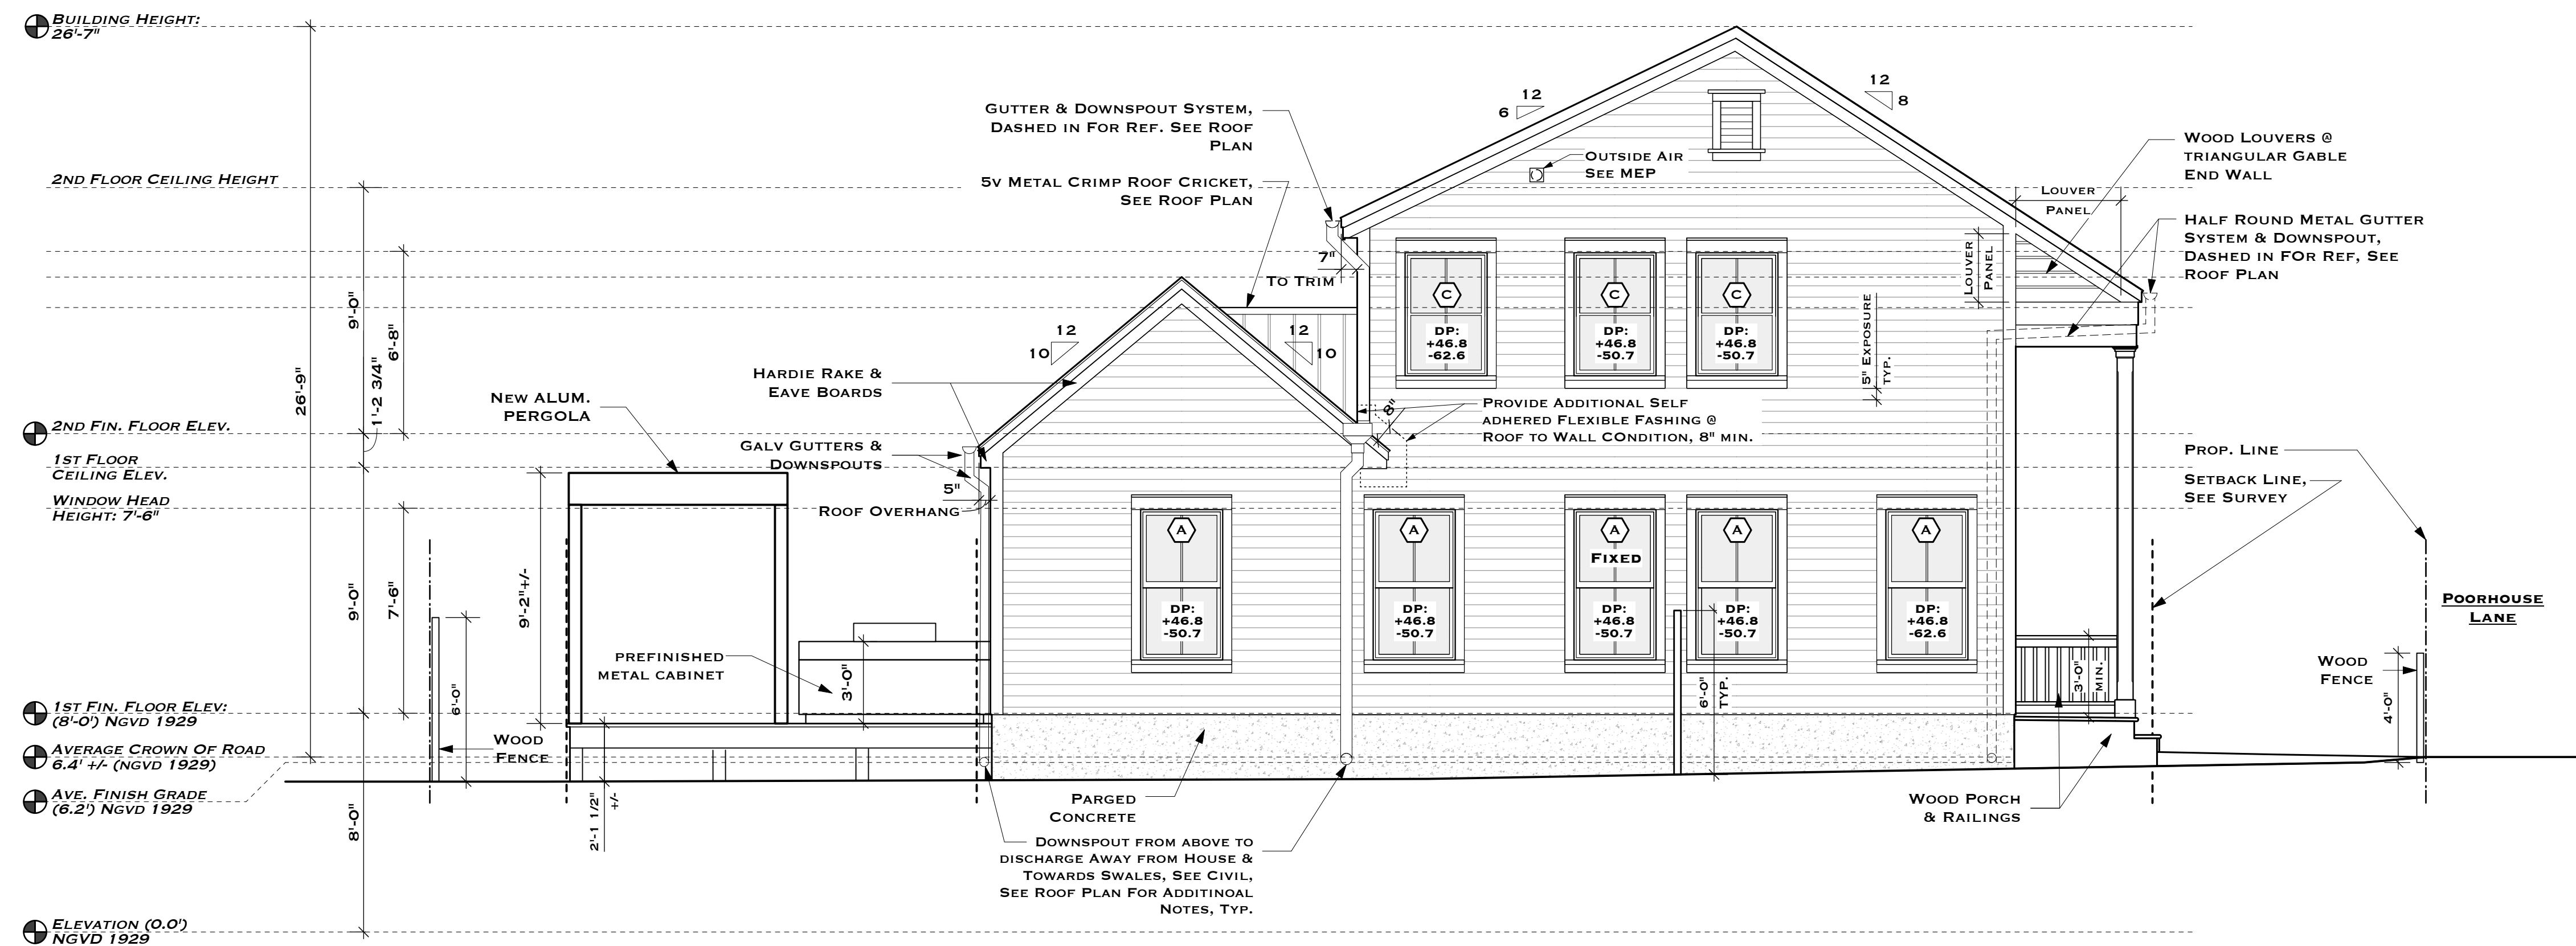 Building Height:
26'-7"
2nd Floor Ceiling Height
2nd Fin. Floor Elev.
1st Floor
Ceiling Elev.
Window Head
Height: 7'-6"
1st Fin. Floor Elev:
(8'-0') Ngvd 1929
Average Crown Of Road
6.4' +/- (ngvd 1929)
Ave. Finish Grade
(6.2') Ngvd 1929
Elevation (0.0')
NGVD 1929
26'-9"
9'-0"
1'-2 3/4"
6'-8"
9'-0"
7'-6"
8'-0"
6'-0"
9'-2"+/-
2'-1 1/2"
+/-
New ALUM.
PERGOLA
Wood
Fence
PREFINISHED
METAL CABINET
3'-0"
Gutter & Downspout System,
Dashed in For Ref. See Roof
Plan
5v Metal Crimp Roof Cricket,
See Roof Plan
Hardie Rake &
Eave Boards
Galv Gutters &
Downspouts
5"
Roof Overhang
12
10
12
10
7"
To Trim
12
6
12
8
Outside Air
See MEP
C
DP:
+46.8
-62.6
C
DP:
+46.8
-50.7
C
DP:
+46.8
-50.7
5" Exposure
Typ.
8"
Provide Additional Self
adhered Flexible Fashing @
Roof to Wall COndition, 8" min.
A
DP:
+46.8
-50.7
A
DP:
+46.8
-50.7
A
Fixed
DP:
+46.8
-50.7
A
DP:
+46.8
-50.7
A
DP:
+46.8
-62.6
6'-0"
Typ.
Louver
Panel
Louver
Panel
Wood Louvers @
triangular Gable
End Wall
Half Round Metal Gutter
System & Downspout,
Dashed in FOr Ref, See
Roof Plan
Prop. Line
Setback Line,
See Survey
Poorhouse
Lane
3'-0"
min.
Wood
Fence
4'-0"
Parged
Concrete
Downspout from above to
discharge Away from House &
Towards Swales, See Civil,
See Roof Plan For Additinoal
Notes, Typ.
Wood Porch
& Railings